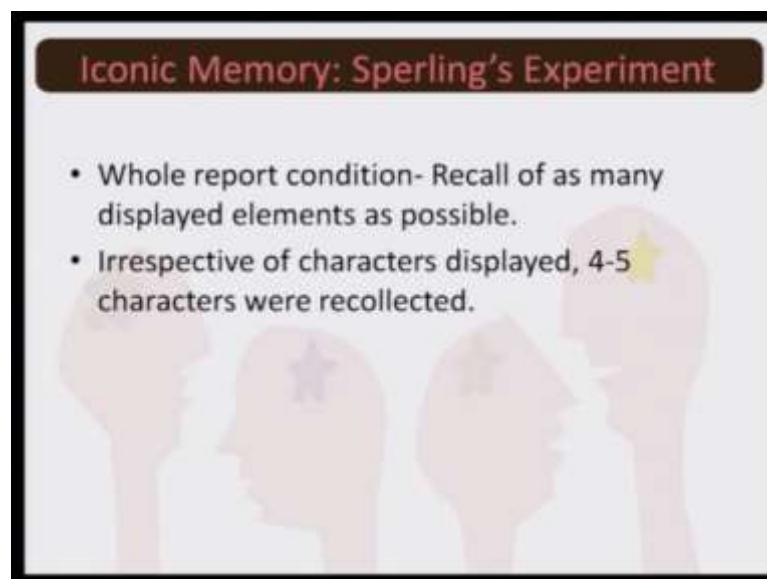 Iconic Memory: Sperling's Experiment
• Whole report condition- Recall of as many
displayed elements as possible.
• Irrespective of characters displayed, 4-5
characters were recollected.